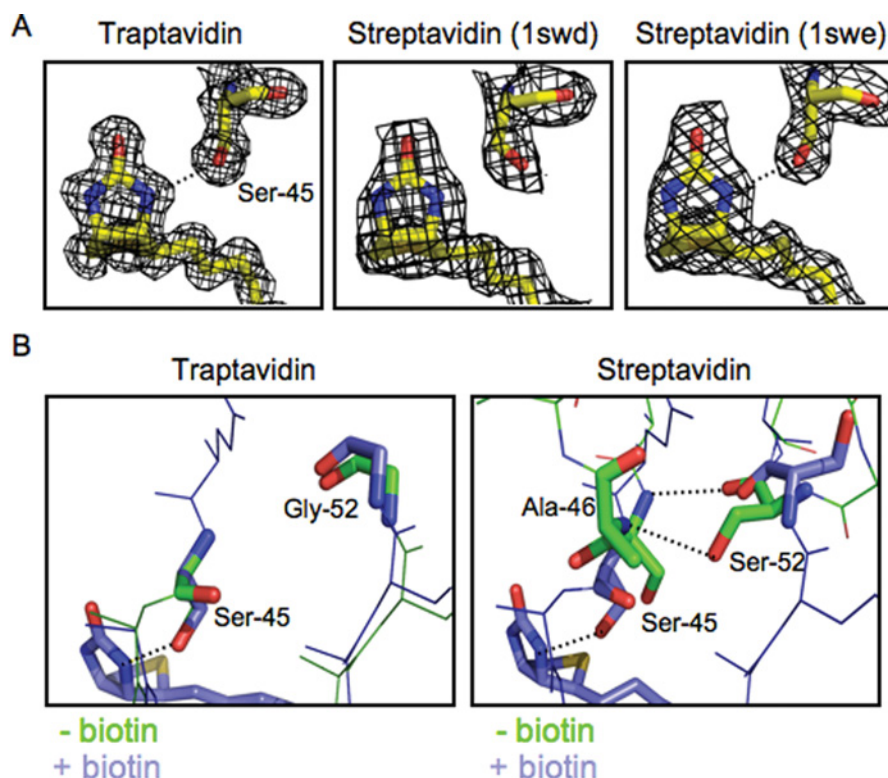 A
Traptavidin
Streptavidin (1swd)
Streptavidin (1swe)
Ser-45
B
Traptavidin
Streptavidin
Gly-52
Ser-45
Ala-46
Ser-52
Ser-45
- biotin
+ biotin
- biotin
+ biotin